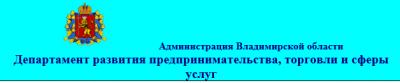 Администрация Владимирской области
Департамент развития предпринимательства, торговли и сферы
услуг